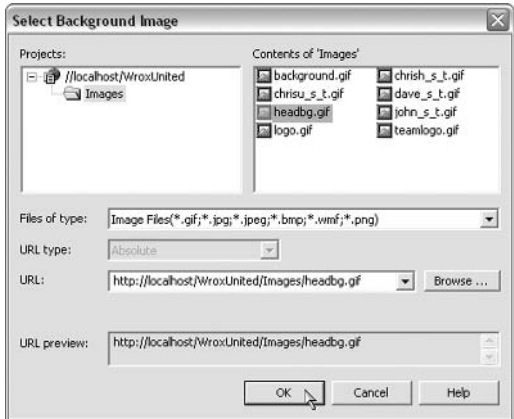 Select Background Image
Projects:
Contents of 'Images'
//localhost/WroxUnited
Images
background.gif
chrisu_s_t.gif
headbg.gif
logo.gif
chrish_s_t.gif
dave_s_t.gif
john_s_t.gif
teamlogo.gif
Files of type:
Image Files(*.gif;*.jpg;*.jpeg;*.bmp;*.wmf;*.png)
URL type:
Absolute
URL:
http://localhost/WroxUnited/Images/headbg.gif
Browse ...
URL preview:
http://localhost/WroxUnited/Images/headbg.gif
OK
Cancel
Help